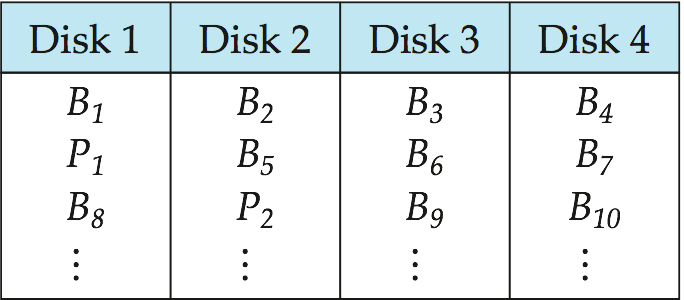 Disk 1 Disk 2 Disk 3 Disk 4
B1 B2 B3 B4
P1 B5 B6 B7
B8 P2 B9 B10
⋮ ⋮ ⋮ ⋮